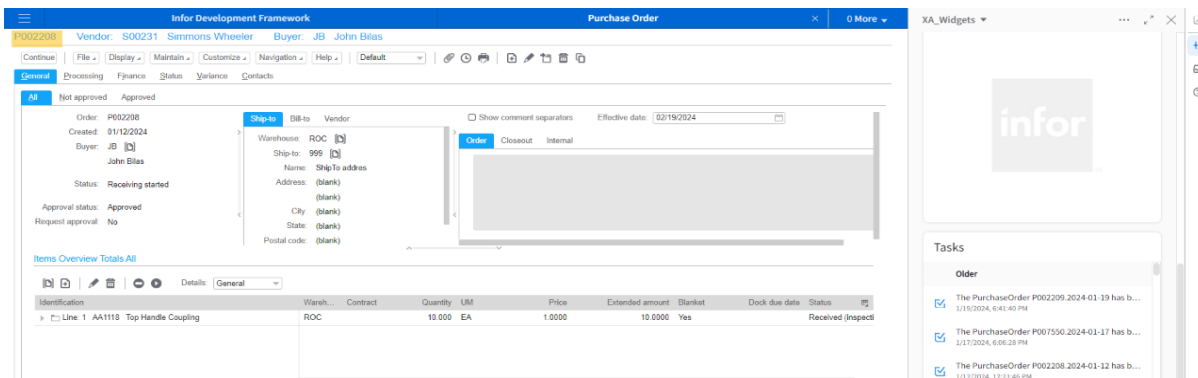 Infor Development Framework Purchase Order × 0 More
XA_Widgets
P002208 Vendor: S00231 Simmons Wheeler Buyer: JB John Bilas
Continue File Display Maintain Customize Navigation Help Default
General Processing Finance Status Variance Contacts
All Not approved Approved
Order: P002208
Created: 01/12/2024
Buyer: JB
John Bilas
Status: Receiving started
Approval status: Approved
Request approval: No
Ship-to Bill-to Vendor
Warehouse: ROC
Ship-to: 999
Name: ShipTo addres
Address: (blank)
(blank)
City (blank)
State: (blank)
Postal code: (blank)
Show comment separators Effective date: 02/19/2024
Order Closeout Internal
Items Overview Totals All
Details: General
Identification Wareh... Contract Quantity UM Price Extended amount Blanket Dock due date Status
Line: 1 AA1118 Top Handle Coupling ROC 10.000 EA 1.0000 10.0000 Yes Received (Inspecti
infor
Tasks
Older
The PurchaseOrder P002209.2024-01-19 has b...
1/19/2024, 6:41:40 PM
The PurchaseOrder P007550.2024-01-17 has b...
1/17/2024, 6:06:28 PM
The PurchaseOrder P002208.2024-01-12 has b...
1/12/2024, 12:21:46 PM